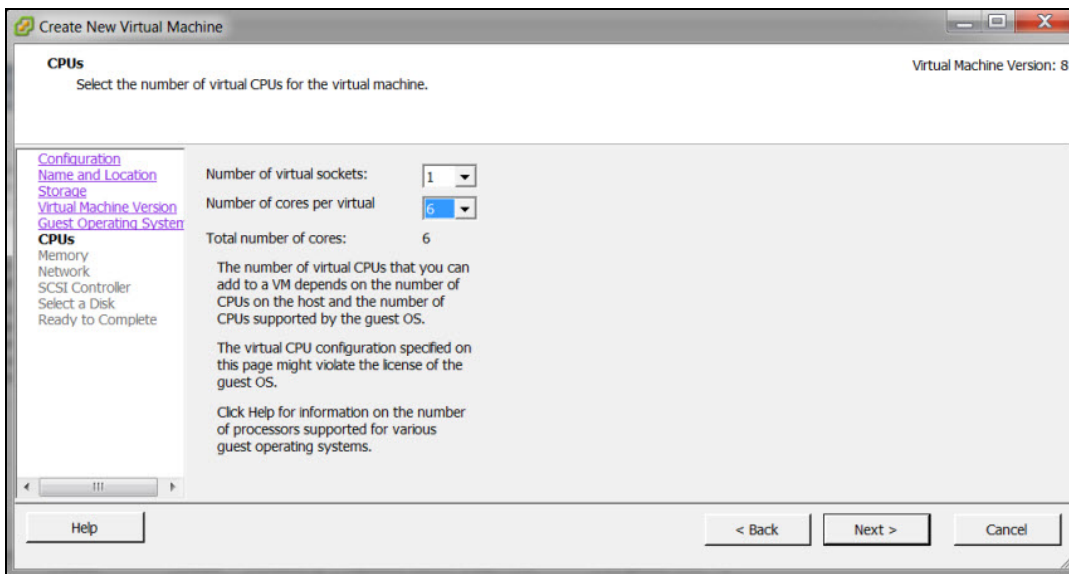 Create New Virtual Machine
CPUs
Select the number of virtual CPUs for the virtual machine.
Virtual Machine Version: 8
Configuration
Name and Location
Storage
Virtual Machine Version
Guest Operating System
CPUs
Memory
Network
SCSI Controller
Select a Disk
Ready to Complete
Number of virtual sockets: 1
Number of cores per virtual 6
Total number of cores: 6
The number of virtual CPUs that you can
add to a VM depends on the number of
CPUs on the host and the number of
CPUs supported by the guest OS.
The virtual CPU configuration specified on
this page might violate the license of the
guest OS.
Click Help for information on the number
of processors supported for various
guest operating systems.
Help
< Back
Next >
Cancel